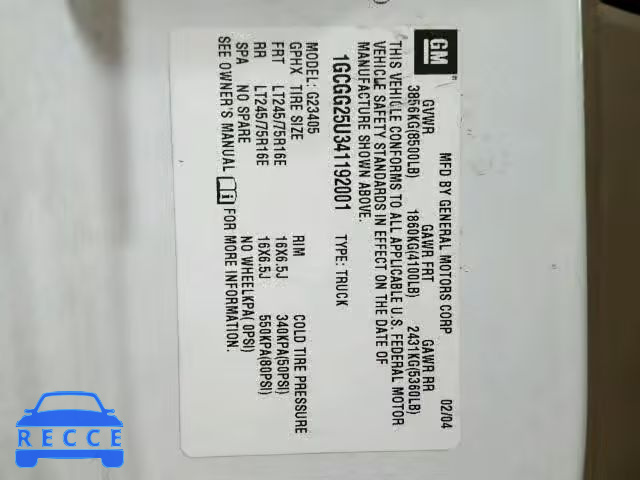 GM
MFD BY GENERAL MOTORS CORP 02/04
GVWR GAWR FRT GAWR RR
3856KG(8500LB) 1860KG(4100LB) 2431KG(5360LB)
THIS VEHICLE CONFORMS TO ALL APPLICABLE U.S. FEDERAL MOTOR
VEHICLE SAFETY STANDARDS IN EFFECT ON THE DATE OF
MANUFACTURE SHOWN ABOVE.
1GCGG25U341192001 TYPE: TRUCK
MODEL: G23405
GPHX TIRE SIZE RIM COLD TIRE PRESSURE
FRT LT245/75R16E 16X6.5J 340KPA(50PSI)
RR LT245/75R16E 16X6.5J 550KPA(80PSI)
SPA NO SPARE NO WHEELKPA( 0PSI)
SEE OWNER'S MANUAL FOR MORE INFORMATION.
RECCE